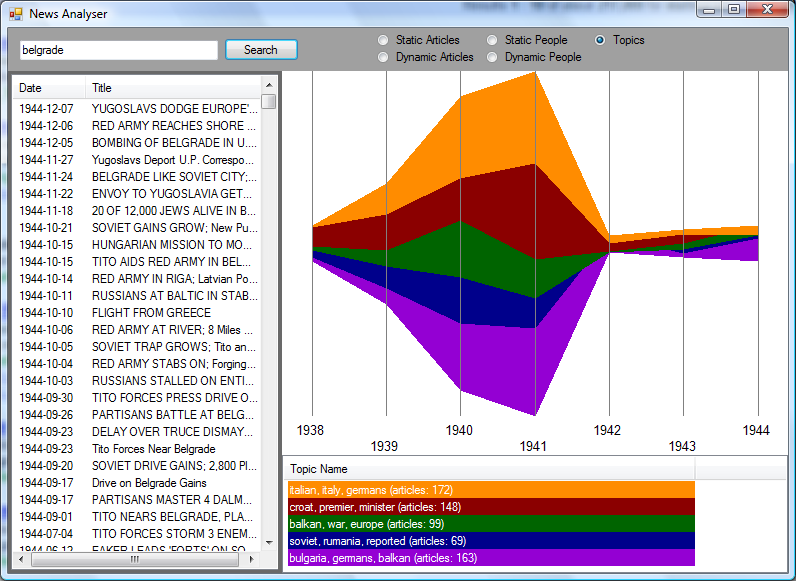 News Analyser
belgrade
Search
Static Articles
Static People
Topics
Dynamic Articles
Dynamic People
Date Title
1944-12-07 YUGOSLAVS DODGE EUROPE'...
1944-12-06 RED ARMY REACHES SHORE ...
1944-12-05 BOMBING OF BELGRADE IN U....
1944-11-27 Yugoslavs Deport U.P. Correspo...
1944-11-24 BELGRADE LIKE SOVIET CITY;...
1944-11-22 ENVOY TO YUGOSLAVIA GET...
1944-11-18 20 OF 12,000 JEWS ALIVE IN B...
1944-10-21 SOVIET GAINS GROW; New Pu...
1944-10-15 HUNGARIAN MISSION TO MO...
1944-10-15 TITO AIDS RED ARMY IN BEL...
1944-10-14 RED ARMY IN RIGA; Latvian Po...
1944-10-11 RUSSIANS AT BALTIC IN STAB...
1944-10-10 FLIGHT FROM GREECE
1944-10-06 RED ARMY AT RIVER; 8 Miles ...
1944-10-05 SOVIET TRAP GROWS; Tito an...
1944-10-04 RED ARMY STABS ON; Forging...
1944-10-03 RUSSIANS STALLED ON ENTI...
1944-09-30 TITO FORCES PRESS DRIVE O...
1944-09-26 PARTISANS BATTLE AT BELG...
1944-09-23 DELAY OVER TRUCE DISMAY...
1944-09-23 Tito Forces Near Belgrade
1944-09-20 SOVIET DRIVE GAINS; 2,800 Pl...
1944-09-17 Drive on Belgrade Gains
1944-09-17 PARTISANS MASTER 4 DALM...
1944-09-01 TITO NEARS BELGRADE, PLA...
1944-07-04 TITO FORCES STORM 3 ENEM...
1944-06-12 EAKER LEADS 'FORTS' ON SO...
1938
1939
1940
1941
1942
1943
1944
Topic Name
italian, italy, germans (articles: 172)
croat, premier, minister (articles: 148)
balkan, war, europe (articles: 99)
soviet, rumania, reported (articles: 69)
bulgaria, germans, balkan (articles: 163)